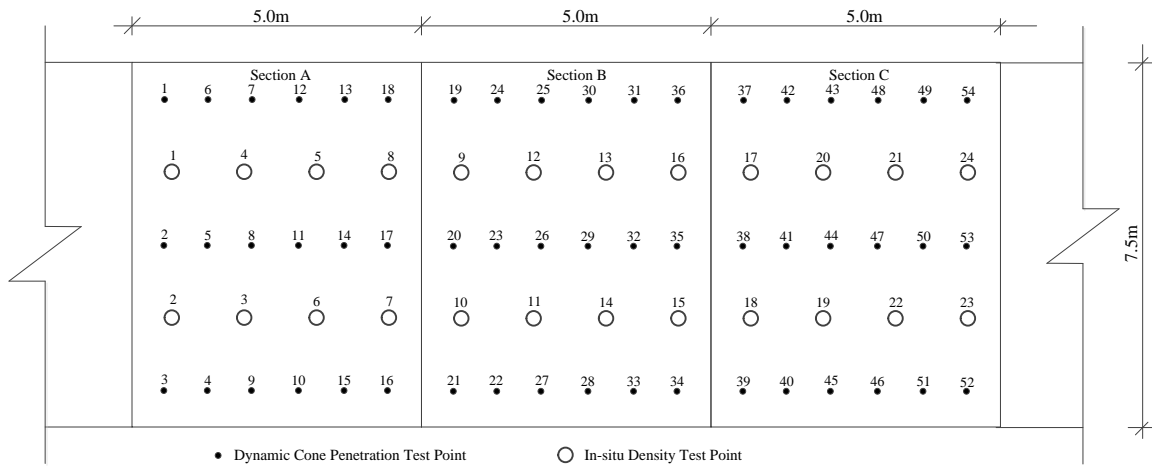 5.0m 5.0m 5.0m
Section A Section B Section C
1 6 7 12 13 18 19 24 25 30 31 36 37 42 43 48 49 54
1 4 5 8 9 12 13 16 17 20 21 24
2 5 8 11 14 17 20 23 26 29 32 35 38 41 44 47 50 53
7.5m
2 3 6 7 10 11 14 15 18 19 22 23
3 4 9 10 15 16 21 22 27 28 33 34 39 40 45 46 51 52
Dynamic Cone Penetration Test Point In-situ Density Test Point